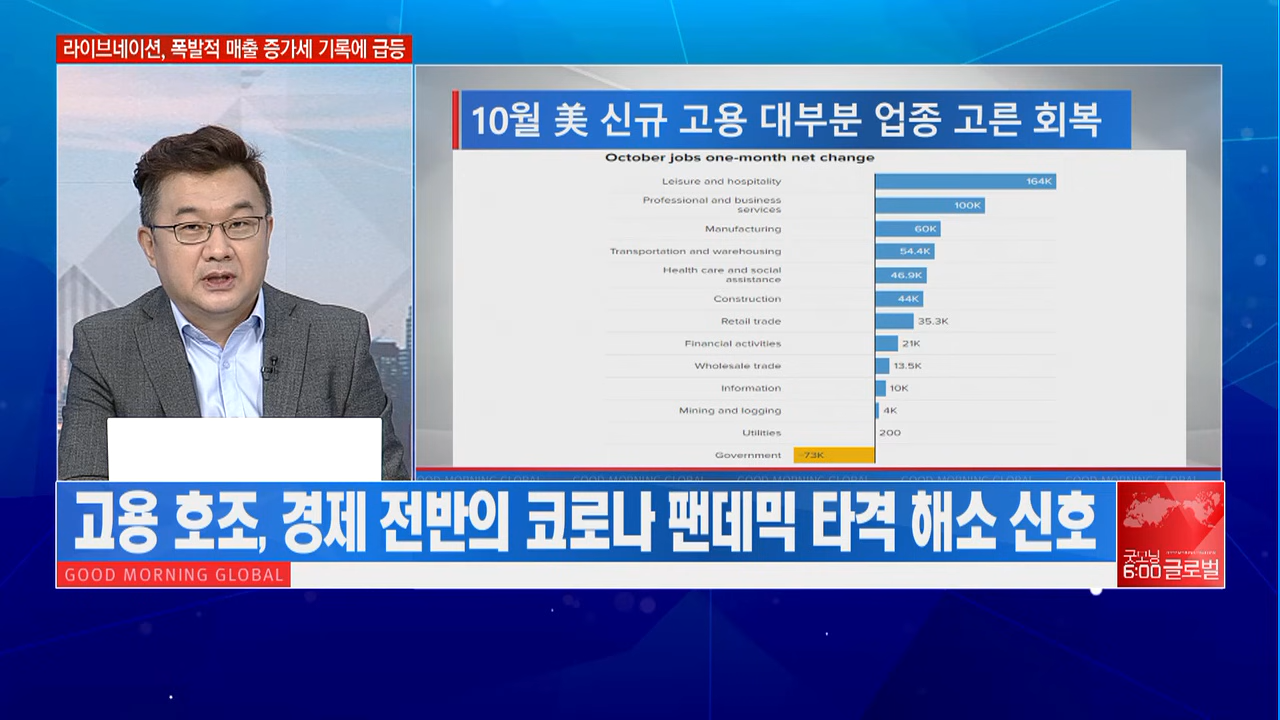 라이브네이션, 폭발적 매출 증가세 기록에 급등
10월 美 신규 고용 대부분 업종 고른 회복
October jobs one-month net change
Leisure and hospitality 164K
Professional and business
services 100K
Manufacturing 60K
Transportation and warehousing 54.4K
Health care and social
assistance 46.9K
Construction 44K
Retail trade 35.3K
Financial activities 21K
Wholesale trade 13.5K
Information 10K
Mining and logging 4K
Utilities 200
Government -73K
고용 호조, 경제 전반의 코로나 팬데믹 타격 해소 신호
GOOD MORNING GLOBAL
굿모닝
6:00 글로벌